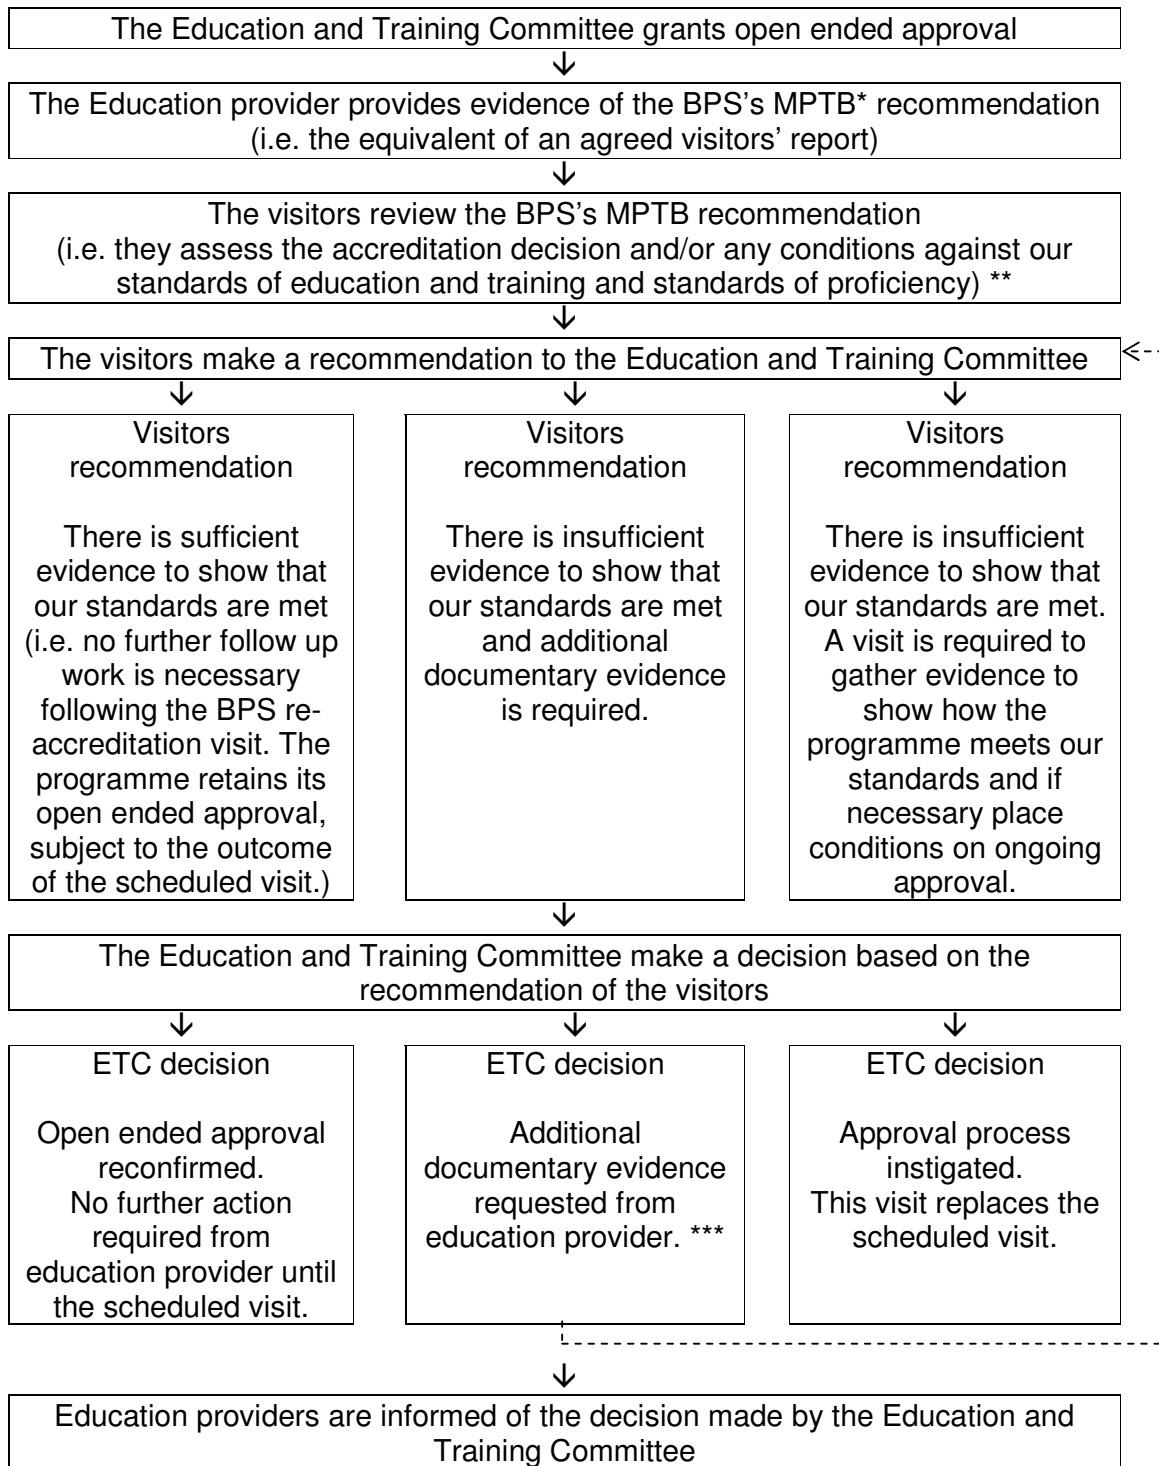 The Education and Training Committee grants open ended approval
The Education provider provides evidence of the BPS's MPTB* recommendation
(i.e. the equivalent of an agreed visitors' report)
The visitors review the BPS's MPTB recommendation
(i.e. they assess the accreditation decision and/or any conditions against our
standards of education and training and standards of proficiency) **
The visitors make a recommendation to the Education and Training Committee
Visitors
recommendation
There is sufficient
evidence to show that
our standards are met
(i.e. no further follow up
work is necessary
following the BPS re-
accreditation visit. The
programme retains its
open ended approval,
subject to the outcome
of the scheduled visit.)
Visitors
recommendation
There is insufficient
evidence to show that
our standards are met
and additional
documentary evidence
is required.
Visitors
recommendation
There is insufficient
evidence to show that
our standards are met.
A visit is required to
gather evidence to
show how the
programme meets our
standards and if
necessary place
conditions on ongoing
approval.
The Education and Training Committee make a decision based on the
recommendation of the visitors
ETC decision
Open ended approval
reconfirmed.
No further action
required from
education provider until
the scheduled visit.
ETC decision
Additional
documentary evidence
requested from
education provider. ***
ETC decision
Approval process
instigated.
This visit replaces the
scheduled visit.
Education providers are informed of the decision made by the Education and
Training Committee